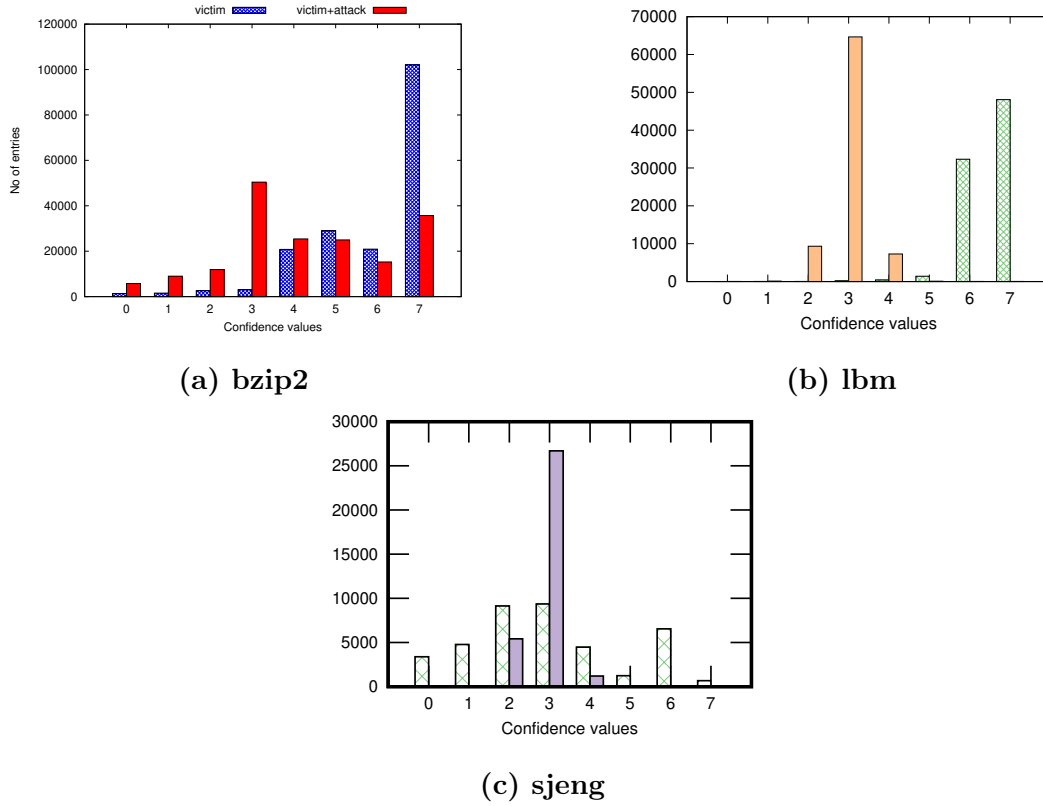 victim victim+attack
No of entries
120000
100000
80000
60000
40000
20000
0
0 1 2 3 4 5 6 7
Confidence values
(a) bzip2
70000
60000
50000
40000
30000
20000
10000
0
0 1 2 3 4 5 6 7
Confidence values
(b) lbm
30000
25000
20000
15000
10000
5000
0
0 1 2 3 4 5 6 7
Confidence values
(c) sjeng